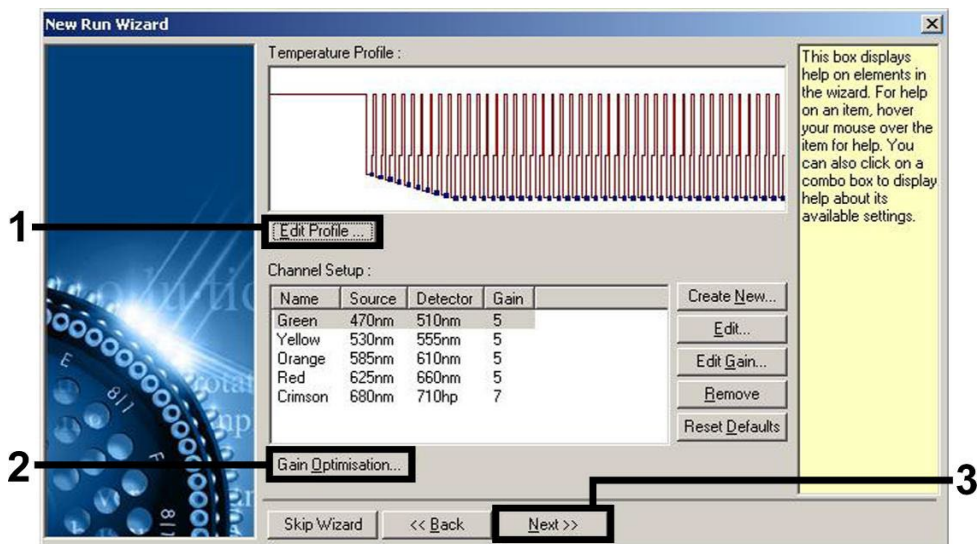 New Run Wizard
Temperature Profile :
1
Edit Profile ...
Channel Setup :
Name Source Detector Gain
Green 470nm 510nm 5
Yellow 530nm 555nm 5
Orange 585nm 610nm 5
Red 625nm 660nm 5
Crimson 680nm 710hp 7
Create New...
Edit...
Edit Gain...
Remove
Reset Defaults
2
Gain Optimisation...
3
Skip Wizard
<< Back
Next >>
This box displays
help on elements in
the wizard. For help
on an item, hover
your mouse over the
item for help. You
can also click on a
combo box to display
help about its
available settings.